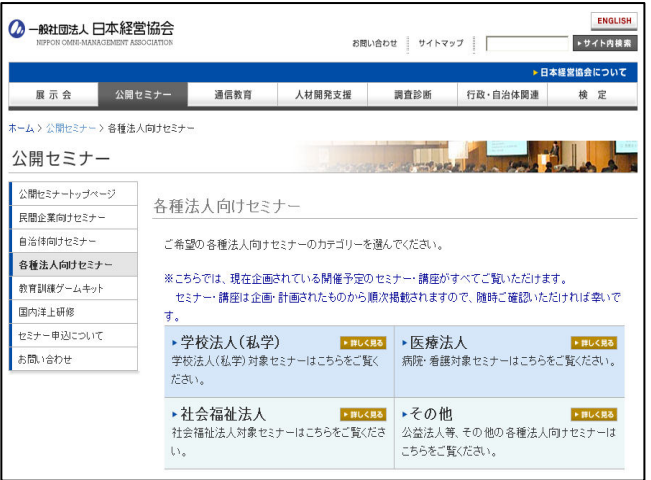 一般社団法人 日本経営協会
NIPPON OMNI-MANAGEMENT ASSOCIATION
ENGLISH
お問い合わせ サイトマップ
サイト内検索
日本経営協会について
展示会 公開セミナー 通信教育 人材開発支援 調査診断 行政・自治体関連 検定
ホーム > 公開セミナー > 各種法人向けセミナー
公開セミナー
公開セミナートップページ
民間企業向けセミナー
自治体向けセミナー
各種法人向けセミナー
教育訓練ゲームキット
国内洋上研修
セミナー申込について
お問い合わせ
各種法人向けセミナー
ご希望の各種法人向けセミナーのカテゴリーを選んでください。
※こちらでは、現在企画されている開催予定のセミナー・講座がすべてご覧いただけます。
セミナー・講座は企画・計画されたものから順次掲載されますので、随時ご確認いただければ幸いで
す。
学校法人(私学) 詳しく見る
学校法人(私学)対象セミナーはこちらをご覧く
ださい。
医療法人 詳しく見る
病院・看護対象セミナーはこちらをご覧ください。
社会福祉法人 詳しく見る
社会福祉法人対象セミナーはこちらをご覧くださ
い。
その他 詳しく見る
公益法人等、その他の各種法人向けセミナーは
こちらをご覧ください。